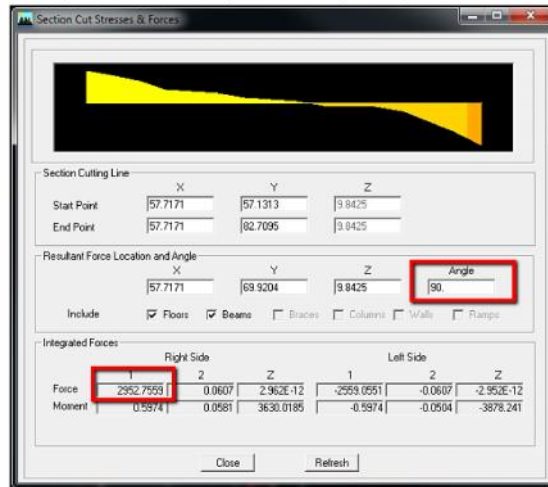 Section Cut Stresses & Forces
Section Cutting Line
X Y Z
Start Point 57.7171 57.1313 9.8425
End Point 57.7171 82.7095 9.8425
Resultant Force Location and Angle
X Y Z Angle
57.7171 69.9204 9.8425 90.
Include Floors Beams Braces Columns Walls Ramps
Integrated Forces
Right Side Left Side
1 2 Z 1 2 Z
Force 2952.7559 0.0607 2.962E-12 -2559.0551 -0.0607 -2.952E-12
Moment 0.5974 0.0581 3630.0185 -0.5974 -0.0504 -3878.241
Close Refresh